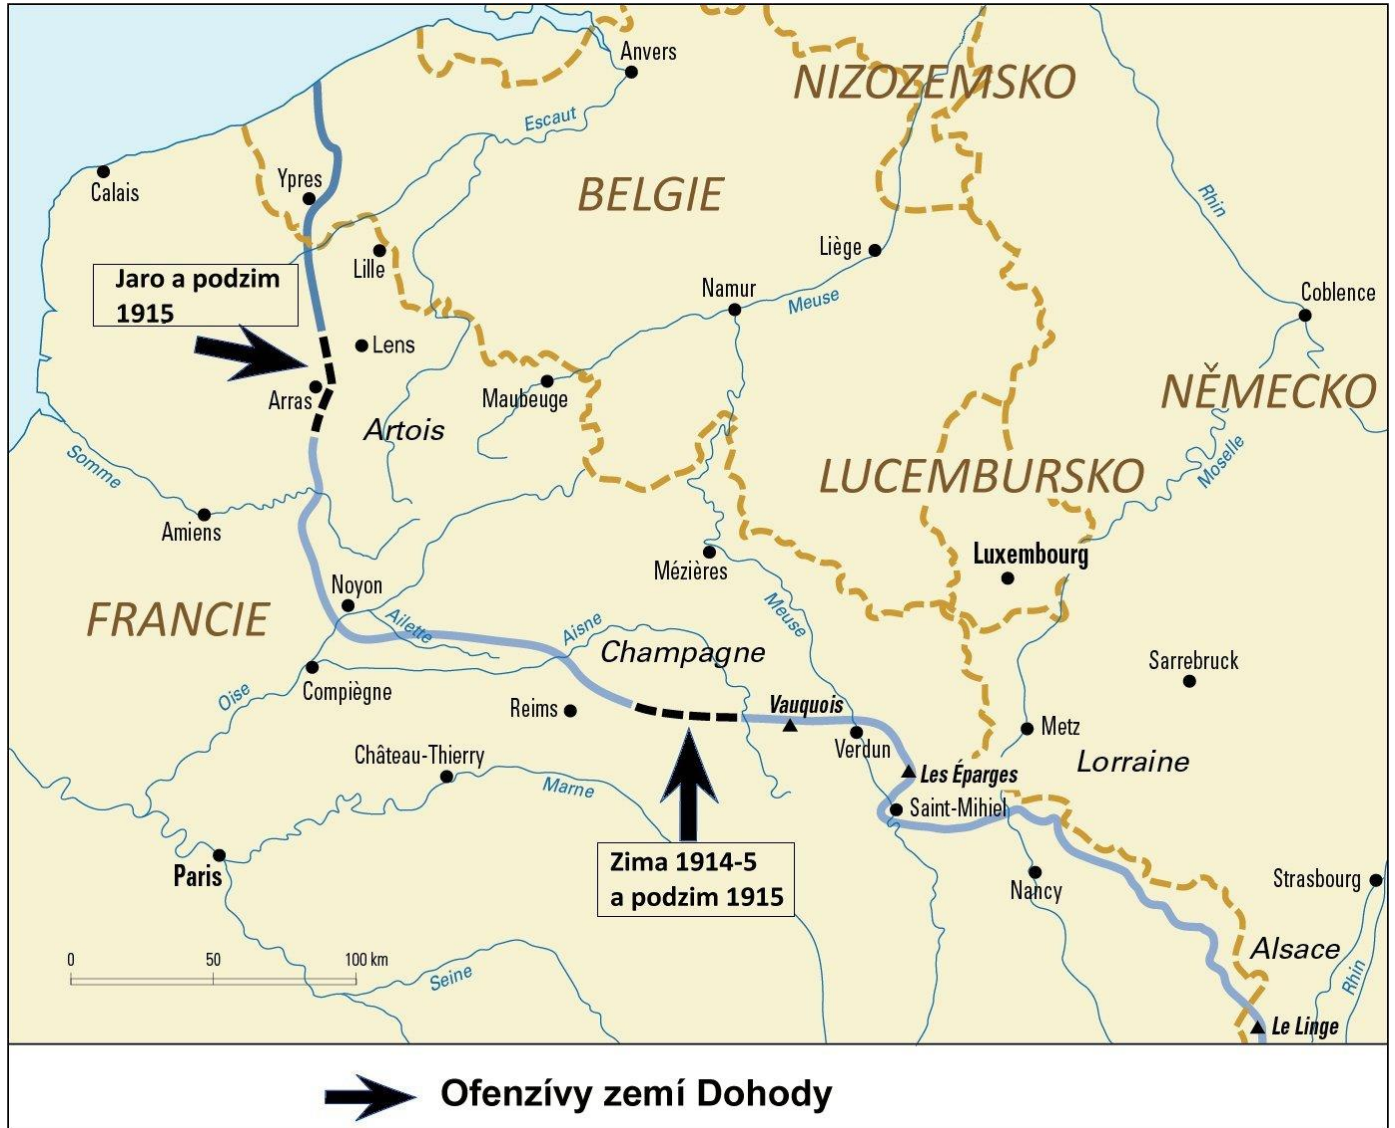 Anvers
NIZOZEMSKO
Escaut
Calais
Ypres
BELGIE
Rhin
Lille
Liège
Jaro a podzim
1915
Namur
Meuse
Coblence
Lens
Arras
Maubeuge
NĚMECKO
Artois
Somme
LUCEMBURSKO
Moselle
Amiens
Mézières
Luxembourg
Noyon
FRANCIE
Ailette
Aisne
Meuse
Champagne
Sarrebruck
Compiègne
Oise
Reims
Vauquois
Verdun
Metz
Château-Thierry
Les Éparges
Lorraine
Marne
Saint-Mihiel
Zima 1914-5
a podzim 1915
Paris
Nancy
Strasbourg
Alsace
0 50 100 km
Seine
Rhin
Le Linge
Ofenzívy zemí Dohody